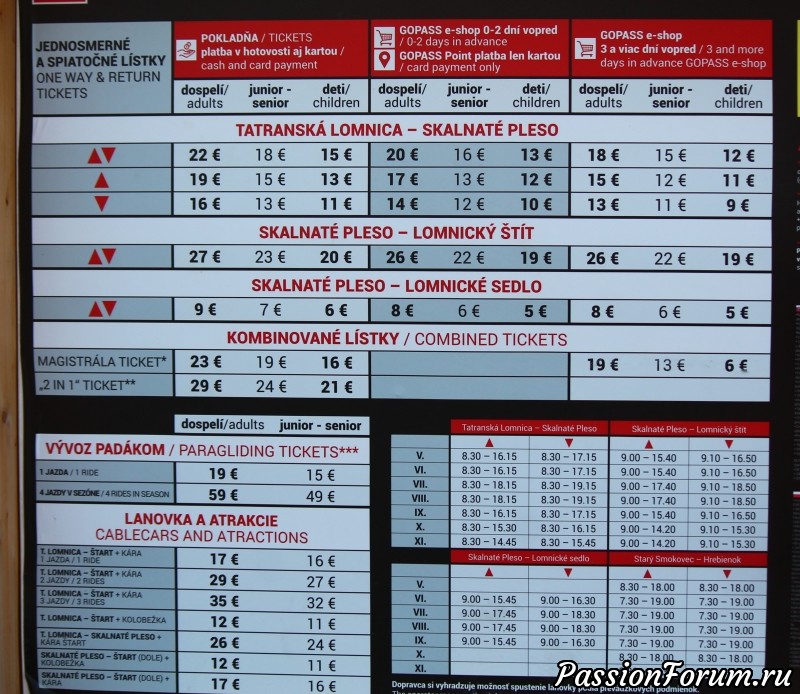 JEDNOSMERNÉ
A SPIATOČNÉ LÍSTKY
ONE WAY & RETURN
TICKETS
POKLADŇA / TICKETS
platba v hotovosti aj kartou /
cash and card payment
GOPASS e-shop 0-2 dní vopred
/ 0-2 days in advance
GOPASS Point platba len kartou
/ card payment only
GOPASS e-shop
3 a viac dní vopred / 3 and more
days in advance GOPASS e-shop
dospelí/ adults junior - senior deti/ children dospelí/ adults junior - senior deti/ children dospelí/ adults junior - senior deti/ children
TATRANSKÁ LOMNICA – SKALNATÉ PLESO
▲▼ 22 € 18 € 15 € 20 € 16 € 13 € 18 € 15 € 12 €
▲ 19 € 15 € 13 € 17 € 13 € 12 € 15 € 12 € 11 €
▼ 16 € 13 € 11 € 14 € 12 € 10 € 13 € 11 € 9 €
SKALNATÉ PLESO – LOMNICKÝ ŠTÍT
▲▼ 27 € 23 € 20 € 26 € 22 € 19 € 26 € 22 € 19 €
SKALNATÉ PLESO – LOMNICKÉ SEDLO
▲▼ 9 € 7 € 6 € 8 € 6 € 5 € 8 € 6 € 5 €
KOMBINOVANÉ LÍSTKY / COMBINED TICKETS
MAGISTRÁLA TICKET* 23 € 19 € 16 € 19 € 13 € 6 €
„2 IN 1“ TICKET** 29 € 24 € 21 €
dospelí/adults junior - senior
VÝVOZ PADÁKOM / PARAGLIDING TICKETS***
1 JAZDA / 1 RIDE 19 € 15 €
4 JAZDY V SEZÓNE / 4 RIDES IN SEASON 59 € 49 €
LANOVKA A ATRAKCIE
CABLECARS AND ATRACTIONS
T. LOMNICA – ŠTART + KÁRA
1 JAZDA / 1 RIDE 17 € 16 €
T. LOMNICA – ŠTART + KÁRA
2 JAZDY / 2 RIDES 29 € 27 €
T. LOMNICA – ŠTART + KÁRA
3 JAZDY / 3 RIDES 35 € 32 €
T. LOMNICA – ŠTART + KOLOBEŽKA 12 € 11 €
T. LOMNICA – SKALNATÉ PLESO +
KÁRA ŠTART 26 € 24 €
SKALNATÉ PLESO – ŠTART (DOLE) +
KOLOBEŽKA 12 € 11 €
SKALNATÉ PLESO – ŠTART (DOLE) +
KÁRA 17 € 16 €
Tatranská Lomnica – Skalnaté Pleso Skalnaté Pleso – Lomnický štít
▲ ▼ ▲ ▼
V. 8.30 – 16.15 8.30 – 17.15 9.00 – 15.40 9.10 – 16.50
VI. 8.30 – 17.15 8.30 – 18.15 9.00 – 16.40 9.10 – 17.50
VII. 8.30 – 18.15 8.30 – 19.15 9.00 – 17.40 9.10 – 18.50
VIII. 8.30 – 18.15 8.30 – 19.15 9.00 – 17.40 9.10 – 18.50
IX. 8.30 – 17.15 8.30 – 18.15 9.00 – 16.40 9.10 – 17.50
X. 8.30 – 15.30 8.30 – 16.15 9.00 – 14.20 9.10 – 15.30
XI. 8.30 – 14.45 8.30 – 15.45 9.00 – 14.20 9.10 – 15.30
Skalnaté Pleso – Lomnické sedlo Starý Smokovec – Hrebienok
▲ ▼ ▲ ▼
V. 8.30 – 18.00 8.30 – 18.00
VI. 9.00 – 15.45 9.00 – 16.30 7.30 – 19.00 7.30 – 19.00
VII. 9.00 – 17.45 9.00 – 18.30 7.30 – 19.00 7.30 – 19.00
VIII. 9.00 – 17.45 9.00 – 18.30 7.30 – 19.00 7.30 – 19.00
IX. 9.00 – 15.45 9.00 – 16.30 7.30 – 19.00 7.30 – 19.00
X. 8.30 – 18.00 8.30 – 18.00
XI.
Dopravca si vyhradzuje možnosť spustenie lanovky podľa prevádzkových podmienok.
PassionForum.ru